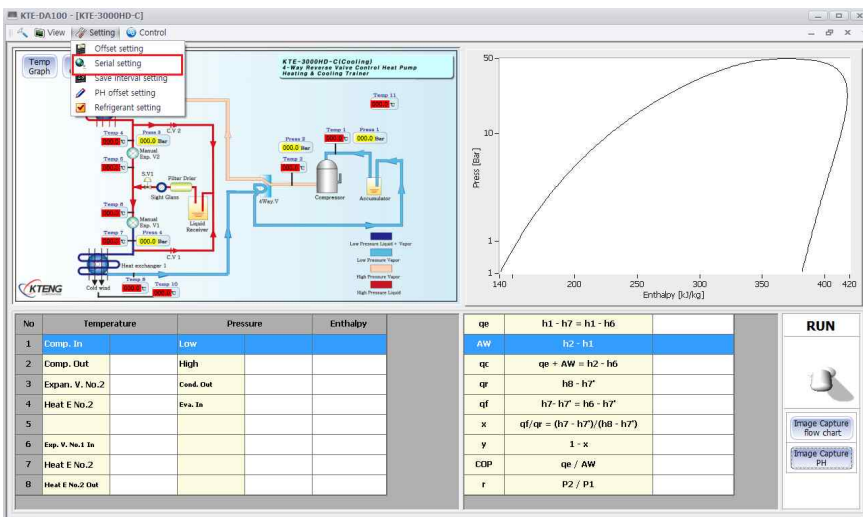 KTE-DA100 - [KTE-3000HD-C]
View Setting Control
Offset setting
Serial setting
Save interval setting
PH offset setting
Refrigerant setting
Temp
Graph
KTE-3000HD-C(Cooling)
4-Way Reverse Valve Control Heat Pump
Heating & Cooling Trainer
Temp 11
000.0 ℃
Temp 4
Press 3
C.V 2
000.0 Bar
Manual
Exp. V2
Temp 5
S.V1
Filter Drier
Sight Glass
Liquid
Receiver
Temp 6
Manual
Exp. V1
Temp 7
Press 4
000.0 Bar
C.V 1
Heat exchanger 1
Cold wind
Temp 9
Temp 10
KTENG
Press 2
000.0 Bar
Temp 2
Temp 1
Press 1
000.0 Bar
4Way.V
Compressor
Accumulator
Low Pressure Liquid + Vapor
Low Pressure Vapor
High Pressure Vapor
High Pressure Liquid
Press [Bar]
50
10
1
1
140 200 250 300 350 400 420
Enthalpy [kJ/kg]
No Temperature Pressure Enthalpy
1 Comp. In Low
2 Comp. Out High
3 Expan. V. No.2 Cond. Out
4 Heat E No.2 Eva. In
5
6 Exp. V. No.1 In
7 Heat E No.2
8 Heat E No.2 Out
qe h1 - h7 = h1 - h6
AW h2 - h1
qc qe + AW = h2 - h6
qr h8 - h7'
qf h7- h7' = h6 - h7'
x qf/qr = (h7 - h7')/(h8 - h7')
y 1 - x
COP qe / AW
r P2 / P1
RUN
Image Capture
flow chart
Image Capture
PH